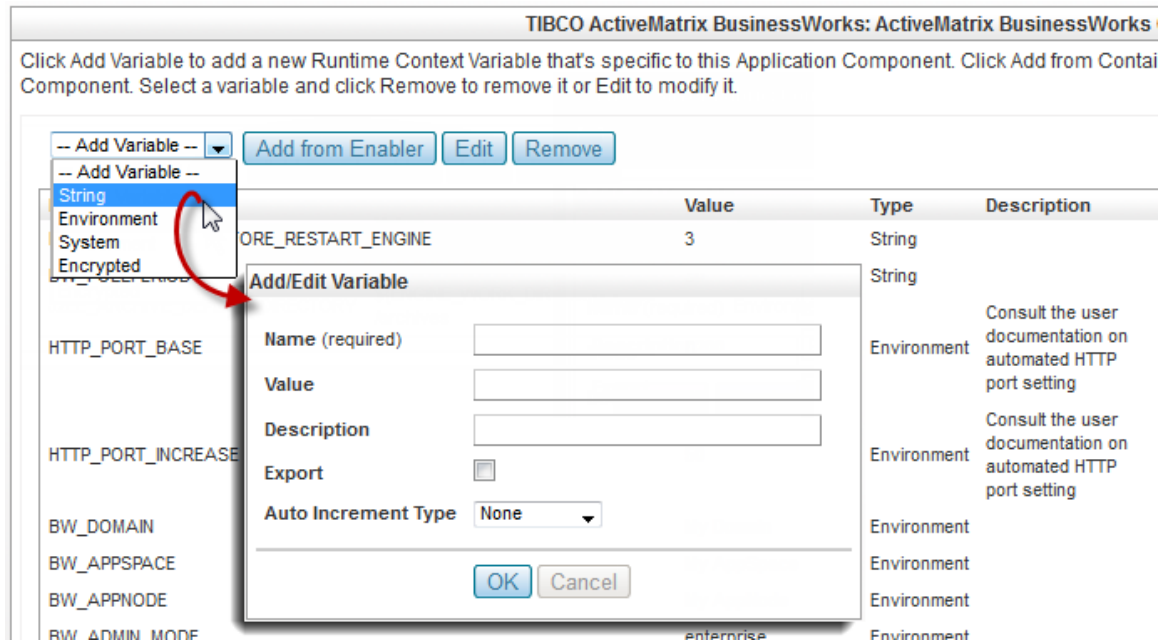 TIBCO ActiveMatrix BusinessWorks: ActiveMatrix BusinessWorks
Click Add Variable to add a new Runtime Context Variable that's specific to this Application Component. Click Add from Contai
Component. Select a variable and click Remove to remove it or Edit to modify it.
-- Add Variable -- Add from Enabler Edit Remove
-- Add Variable --
String
Environment
System
Encrypted
Value Type Description
TORE_RESTART_ENGINE 3 String
String
Add/Edit Variable
Name (required)
Value
Description
Export
Auto Increment Type None
OK Cancel
HTTP_PORT_BASE Environment
Consult the user
documentation on
automated HTTP
port setting
HTTP_PORT_INCREASE Environment
Consult the user
documentation on
automated HTTP
port setting
BW_DOMAIN Environment
BW_APPSPACE Environment
BW_APPNODE Environment
BW_ADMIN_MODE enterprise Environment